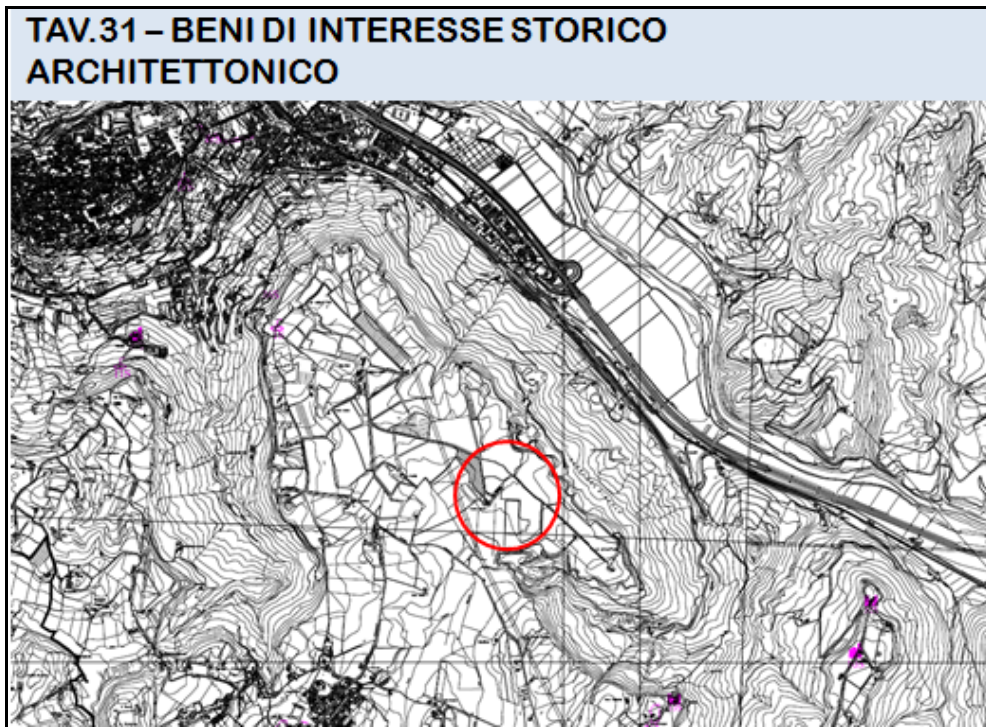 TAV.31 – BENI DI INTERESSE STORICO
ARCHITETTONICO